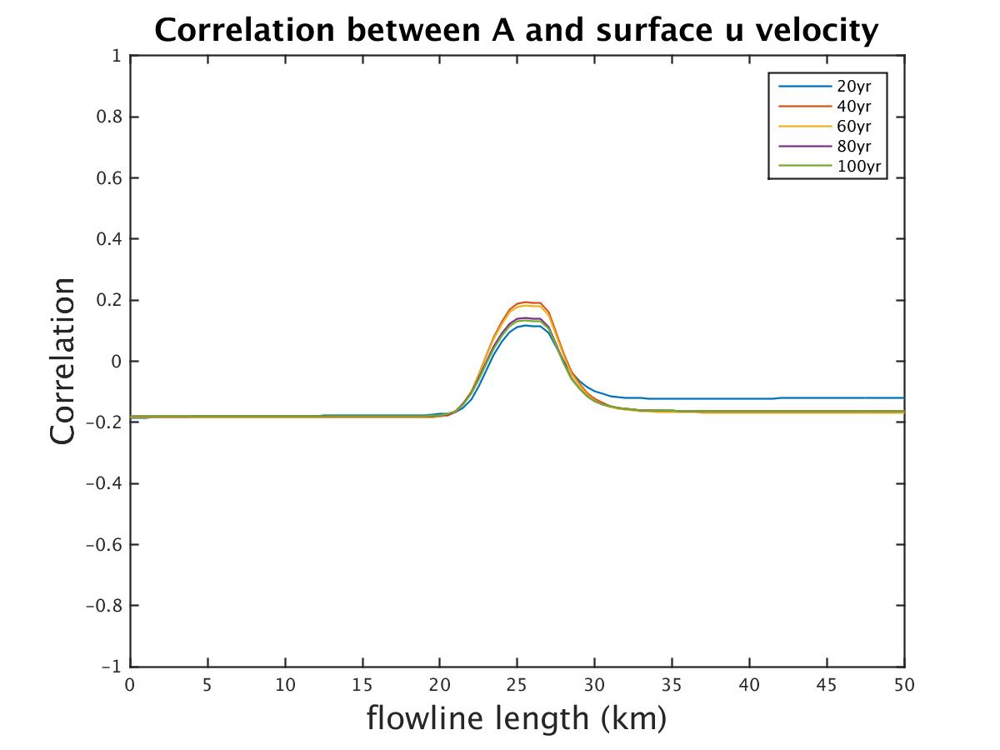 Correlation between A and surface u velocity
1
0.8
0.6
0.4
0.2
0
−0.2
−0.4
−0.6
−0.8
−1
Correlation
20yr
40yr
60yr
80yr
100yr
0 5 10 15 20 25 30 35 40 45 50
flowline length (km)